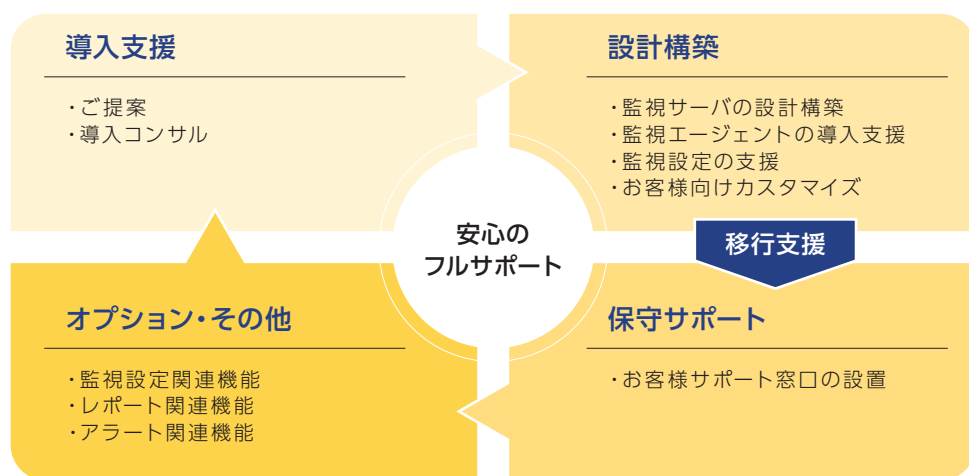 導入支援
・ご提案
・導入コンサル
設計構築
・監視サーバの設計構築
・監視エージェントの導入支援
・監視設定の支援
・お客様向けカスタマイズ
安心の
フルサポート
移行支援
オプション・その他
・監視設定関連機能
・レポート関連機能
・アラート関連機能
保守サポート
・お客様サポート窓口の設置